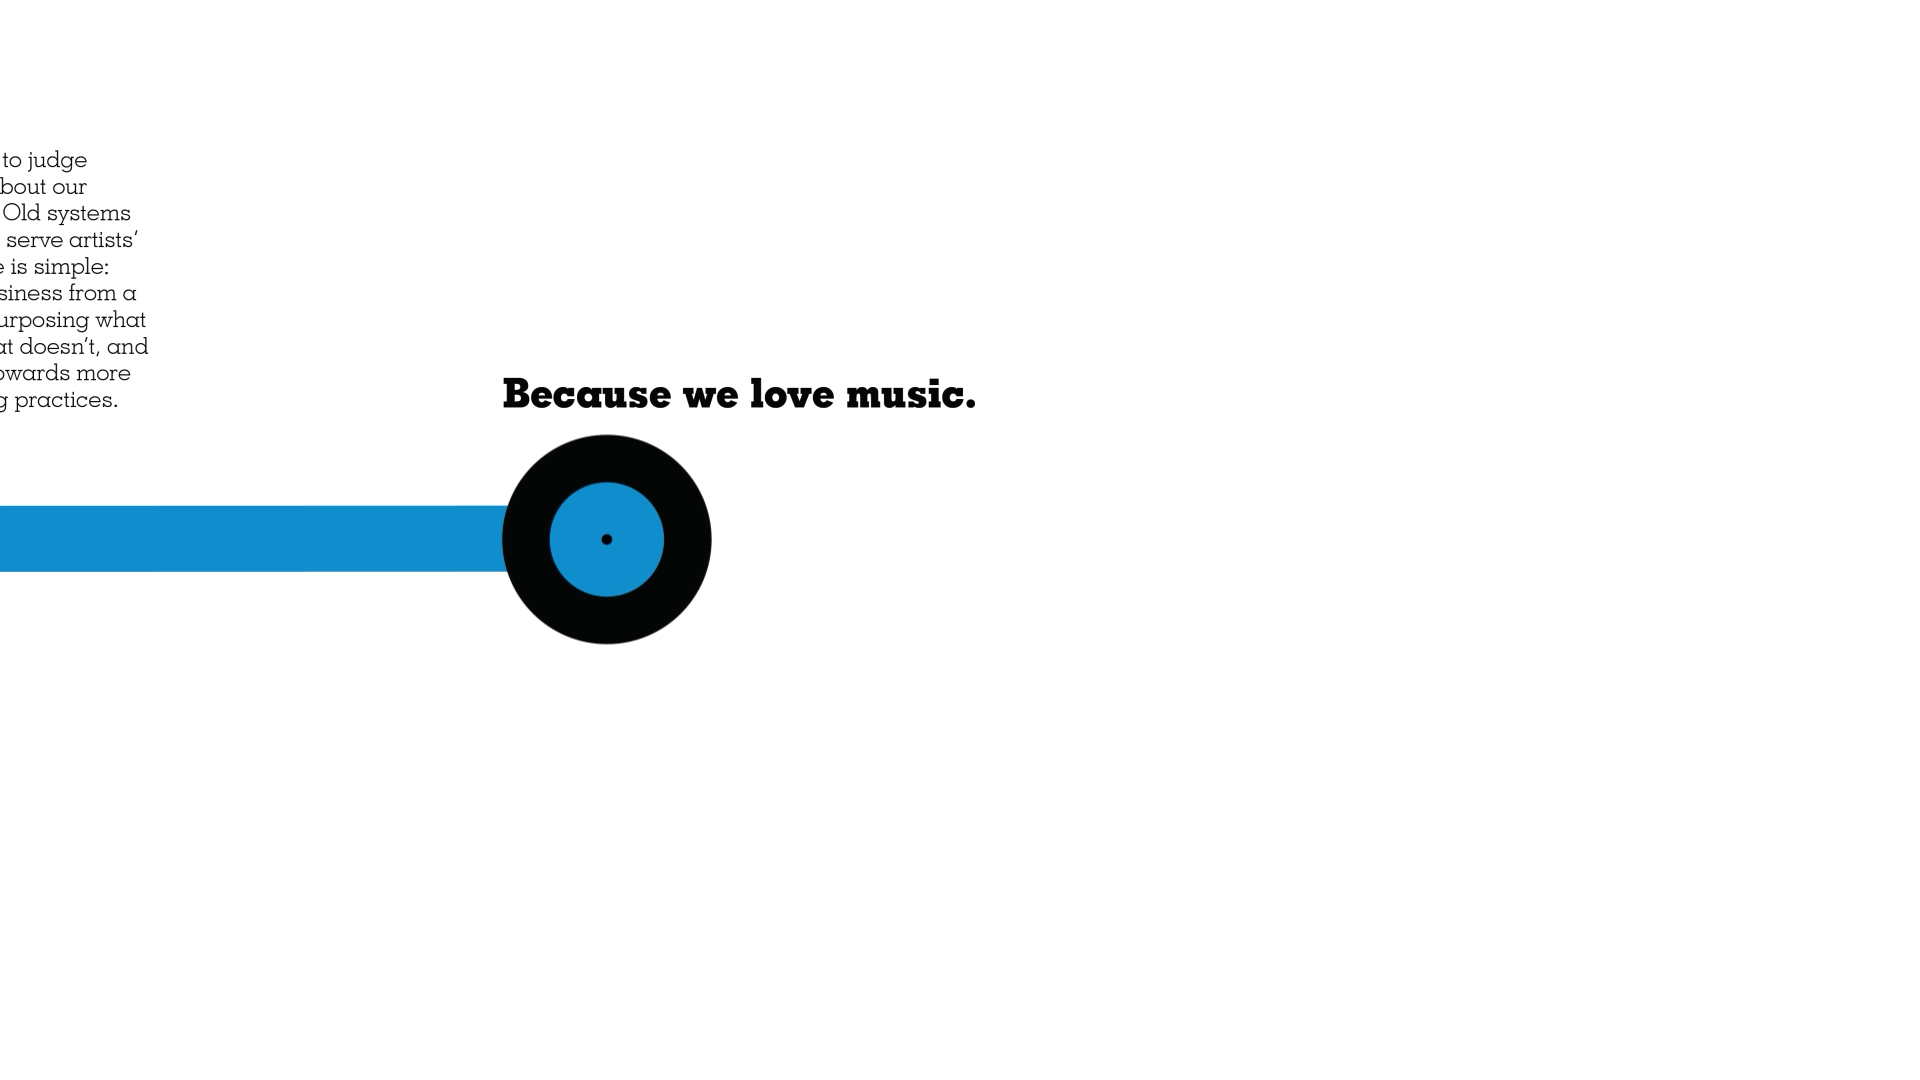 to judge
bout our
Old systems
serve artists’
e is simple:
siness from a
urposing what
at doesn’t, and
owards more
g practices.
Because we love music.